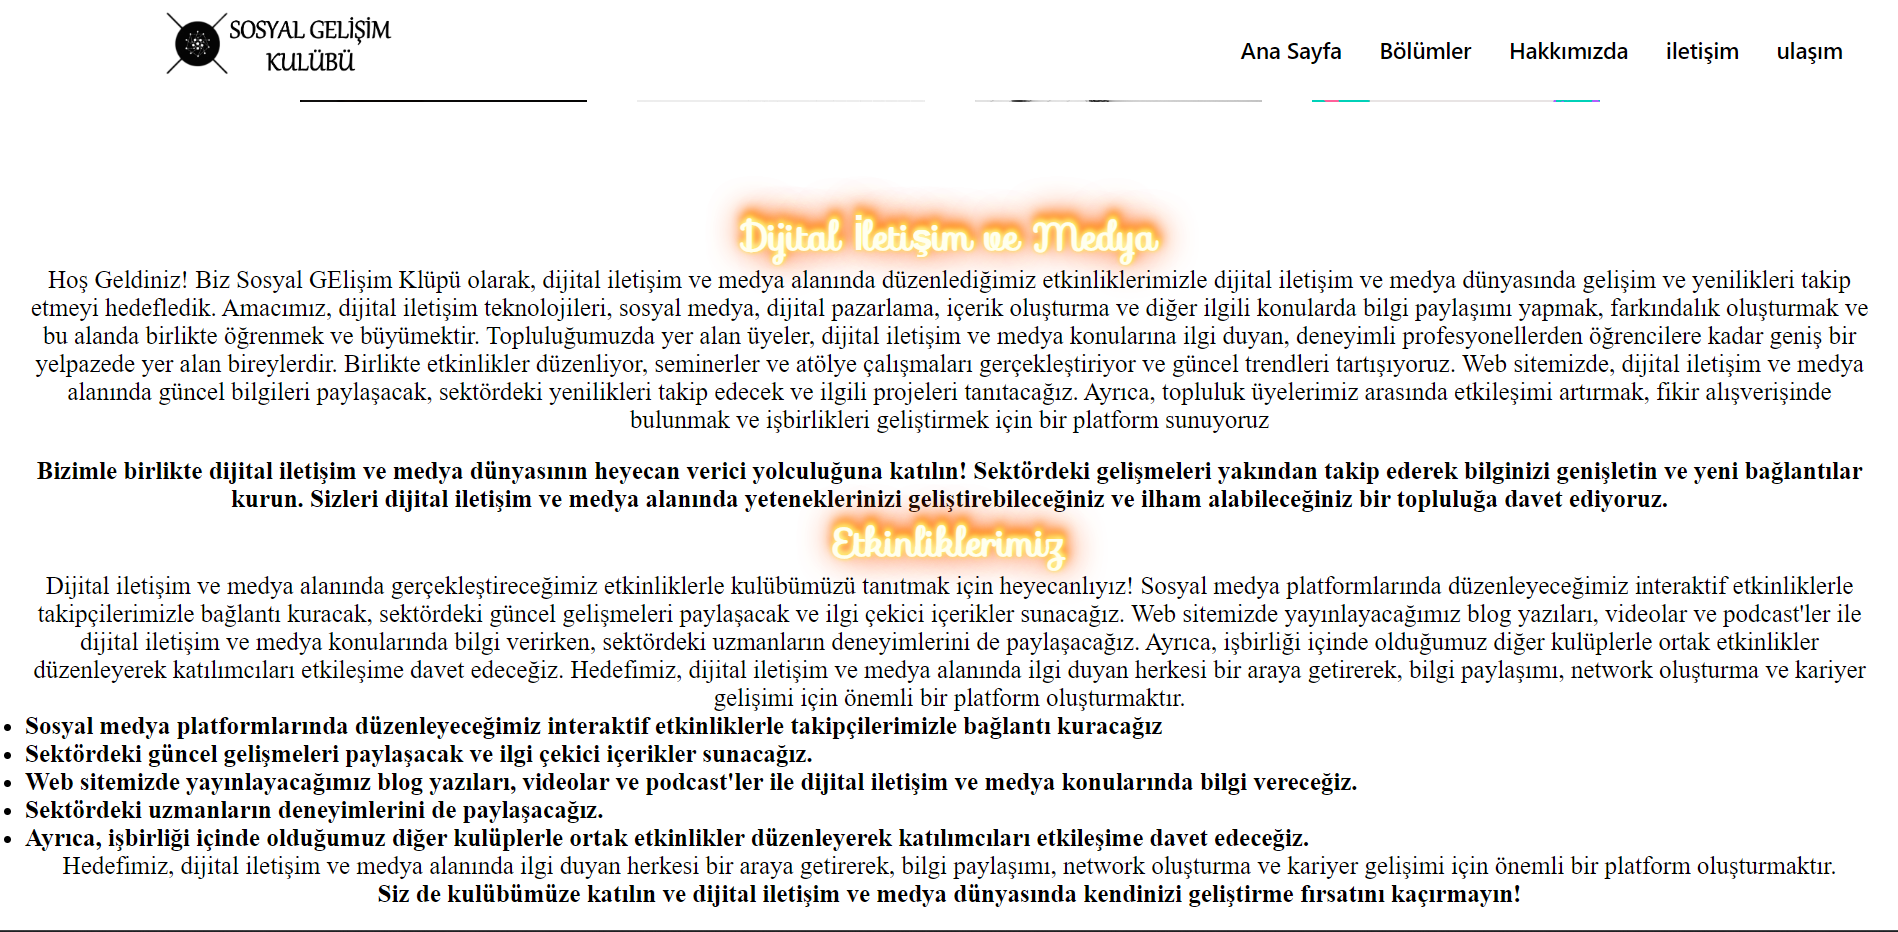 SOSYAL GELİŞİM
KULÜBÜ
Ana Sayfa Bölümler Hakkımızda iletişim ulaşım
Dijital İletişim ve Medya
Hoş Geldiniz! Biz Sosyal GElişim Klüpü olarak, dijital iletişim ve medya alanında düzenlediğimiz etkinliklerimizle dijital iletişim ve medya dünyasında gelişim ve yenilikleri takip
etmeyi hedefledik. Amacımız, dijital iletişim teknolojileri, sosyal medya, dijital pazarlama, içerik oluşturma ve diğer ilgili konularda bilgi paylaşımı yapmak, farkındalık oluşturmak ve
bu alanda birlikte öğrenmek ve büyümektir. Topluluğumuzda yer alan üyeler, dijital iletişim ve medya konularına ilgi duyan, deneyimli profesyonellerden öğrencilere kadar geniş bir
yelpazede yer alan bireylerdir. Birlikte etkinlikler düzenliyor, seminerler ve atölye çalışmaları gerçekleştiriyor ve güncel trendleri tartışıyoruz. Web sitemizde, dijital iletişim ve medya
alanında güncel bilgileri paylaşacak, sektördeki yenilikleri takip edecek ve ilgili projeleri tanıtacağız. Ayrıca, topluluk üyelerimiz arasında etkileşimi artırmak, fikir alışverişinde
bulunmak ve işbirlikleri geliştirmek için bir platform sunuyoruz
Bizimle birlikte dijital iletişim ve medya dünyasının heyecan verici yolculuğuna katılın! Sektördeki gelişmeleri yakından takip ederek bilginizi genişletin ve yeni bağlantılar
kurun. Sizleri dijital iletişim ve medya alanında yeteneklerinizi geliştirebileceğiniz ve ilham alabileceğiniz bir topluluğa davet ediyoruz.
Etkinliklerimiz
Dijital iletişim ve medya alanında gerçekleştireceğimiz etkinliklerle kulübümüzü tanıtmak için heyecanlıyız! Sosyal medya platformlarında düzenleyeceğimiz interaktif etkinliklerle
takipçilerimizle bağlantı kuracak, sektördeki güncel gelişmeleri paylaşacak ve ilgi çekici içerikler sunacağız. Web sitemizde yayınlayacağımız blog yazıları, videolar ve podcast'ler ile
dijital iletişim ve medya konularında bilgi verirken, sektördeki uzmanların deneyimlerini de paylaşacağız. Ayrıca, işbirliği içinde olduğumuz diğer kulüplerle ortak etkinlikler
düzenleyerek katılımcıları etkileşime davet edeceğiz. Hedefimiz, dijital iletişim ve medya alanında ilgi duyan herkesi bir araya getirerek, bilgi paylaşımı, network oluşturma ve kariyer
gelişimi için önemli bir platform oluşturmaktır.
• Sosyal medya platformlarında düzenleyeceğimiz interaktif etkinliklerle takipçilerimizle bağlantı kuracağız
• Sektördeki güncel gelişmeleri paylaşacak ve ilgi çekici içerikler sunacağız.
• Web sitemizde yayınlayacağımız blog yazıları, videolar ve podcast'ler ile dijital iletişim ve medya konularında bilgi vereceğiz.
• Sektördeki uzmanların deneyimlerini de paylaşacağız.
• Ayrıca, işbirliği içinde olduğumuz diğer kulüplerle ortak etkinlikler düzenleyerek katılımcıları etkileşime davet edeceğiz.
Hedefimiz, dijital iletişim ve medya alanında ilgi duyan herkesi bir araya getirerek, bilgi paylaşımı, network oluşturma ve kariyer gelişimi için önemli bir platform oluşturmaktır.
Siz de kulübümüze katılın ve dijital iletişim ve medya dünyasında kendinizi geliştirme fırsatını kaçırmayın!